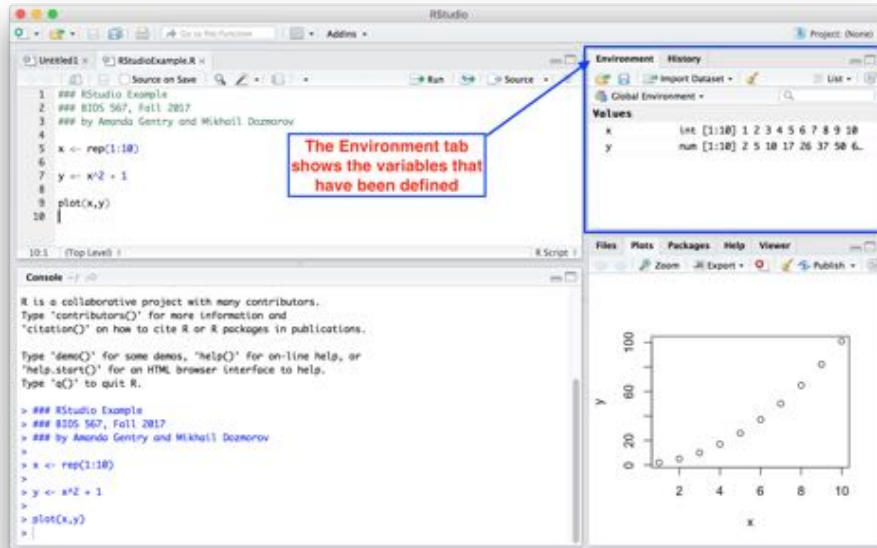 RStudio
Go to file/function
Addins
Project: (None)
Untitled1 × RStudioExample.R ×
Source on Save
Run
Source
1 ### RStudio Example
2 ### BIOS 567, Fall 2017
3 ### by Amanda Gentry and Mikhail Dozmorov
4
5 x <- rep(1:10)
6
7 y <- x^2 + 1
8
9 plot(x,y)
10
10:1 (Top Level) R Script
The Environment tab
shows the variables that
have been defined
Environment History
Import Dataset
List
Global Environment
Values
x int [1:10] 1 2 3 4 5 6 7 8 9 10
y num [1:10] 2 5 10 17 26 37 50 6…
Console ~/
R is a collaborative project with many contributors.
Type 'contributors()' for more information and
'citation()' on how to cite R or R packages in publications.
Type 'demo()' for some demos, 'help()' for on-line help, or
'help.start()' for an HTML browser interface to help.
Type 'q()' to quit R.
> ### RStudio Example
> ### BIOS 567, Fall 2017
> ### by Amanda Gentry and Mikhail Dozmorov
>
> x <- rep(1:10)
>
> y <- x^2 + 1
>
> plot(x,y)
>
Files Plots Packages Help Viewer
Zoom Export Publish
100
60
20
0
y
2 4 6 8 10
x